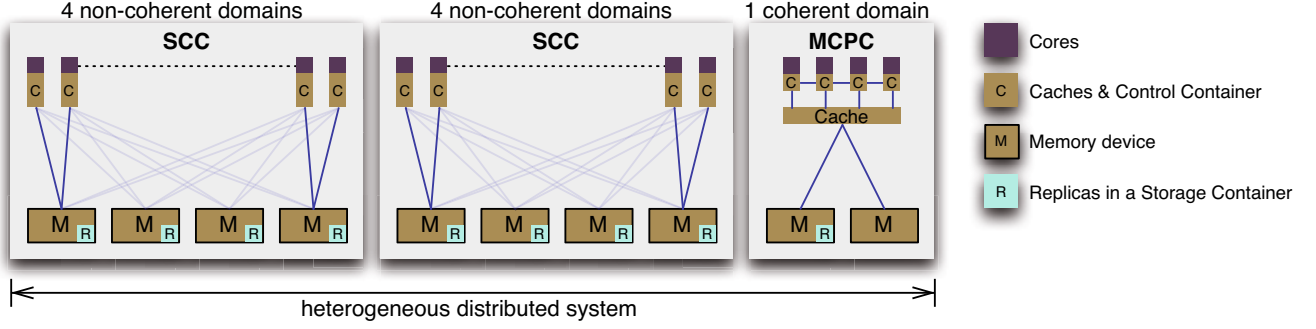 4 non-coherent domains
4 non-coherent domains
1 coherent domain
SCC
SCC
MCPC
C C C C
C C C C
C C C C
Cache
M R M R M R M R
M R M R M R M R
M R M
heterogeneous distributed system
Cores
C Caches & Control Container
M Memory device
R Replicas in a Storage Container